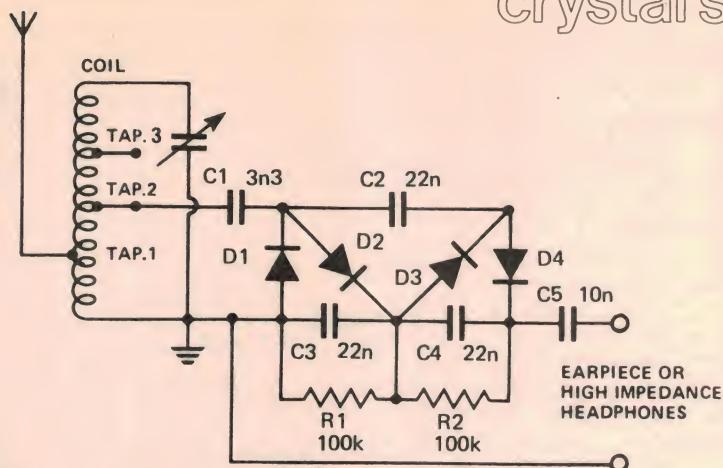 crystals
COIL
TAP. 3
C1 3n3
C2 22n
TAP.2
D2
D1
D3
D4
TAP.1
C5 10n
C3 22n
C4 22n
EARPIECE OR
HIGH IMPEDANCE
HEADPHONES
R1
100k
R2
100k